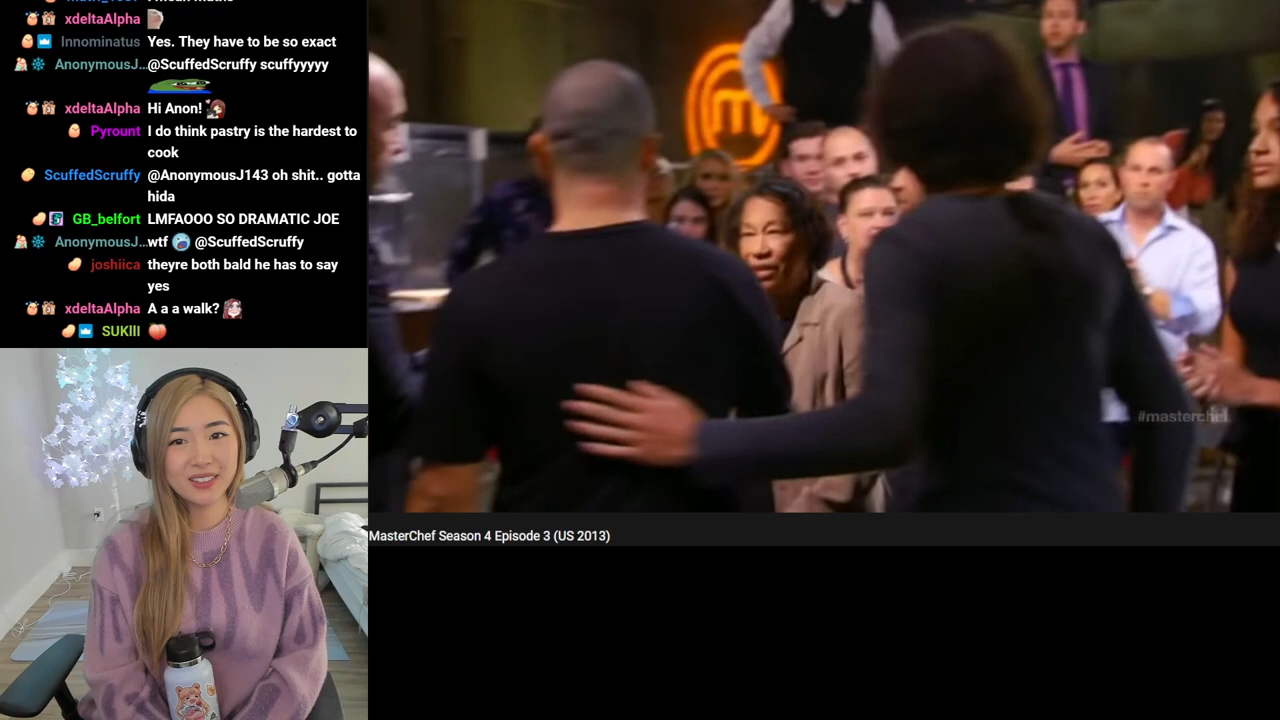 xdeltaAlpha
Innominatus Yes. They have to be so exact
AnonymousJ... @ScuffedScruffy scuffyyyyy
xdeltaAlpha Hi Anon!
Pyrount I do think pastry is the hardest to
cook
ScuffedScruffy @AnonymousJ143 oh shit.. gotta
hida
GB_belfort LMFAOOO SO DRAMATIC JOE
AnonymousJ... wtf @ScuffedScruffy
joshiica theyre both bald he has to say
yes
xdeltaAlpha A a a walk?
SUKIII
m
#masterchef
MasterChef Season 4 Episode 3 (US 2013)